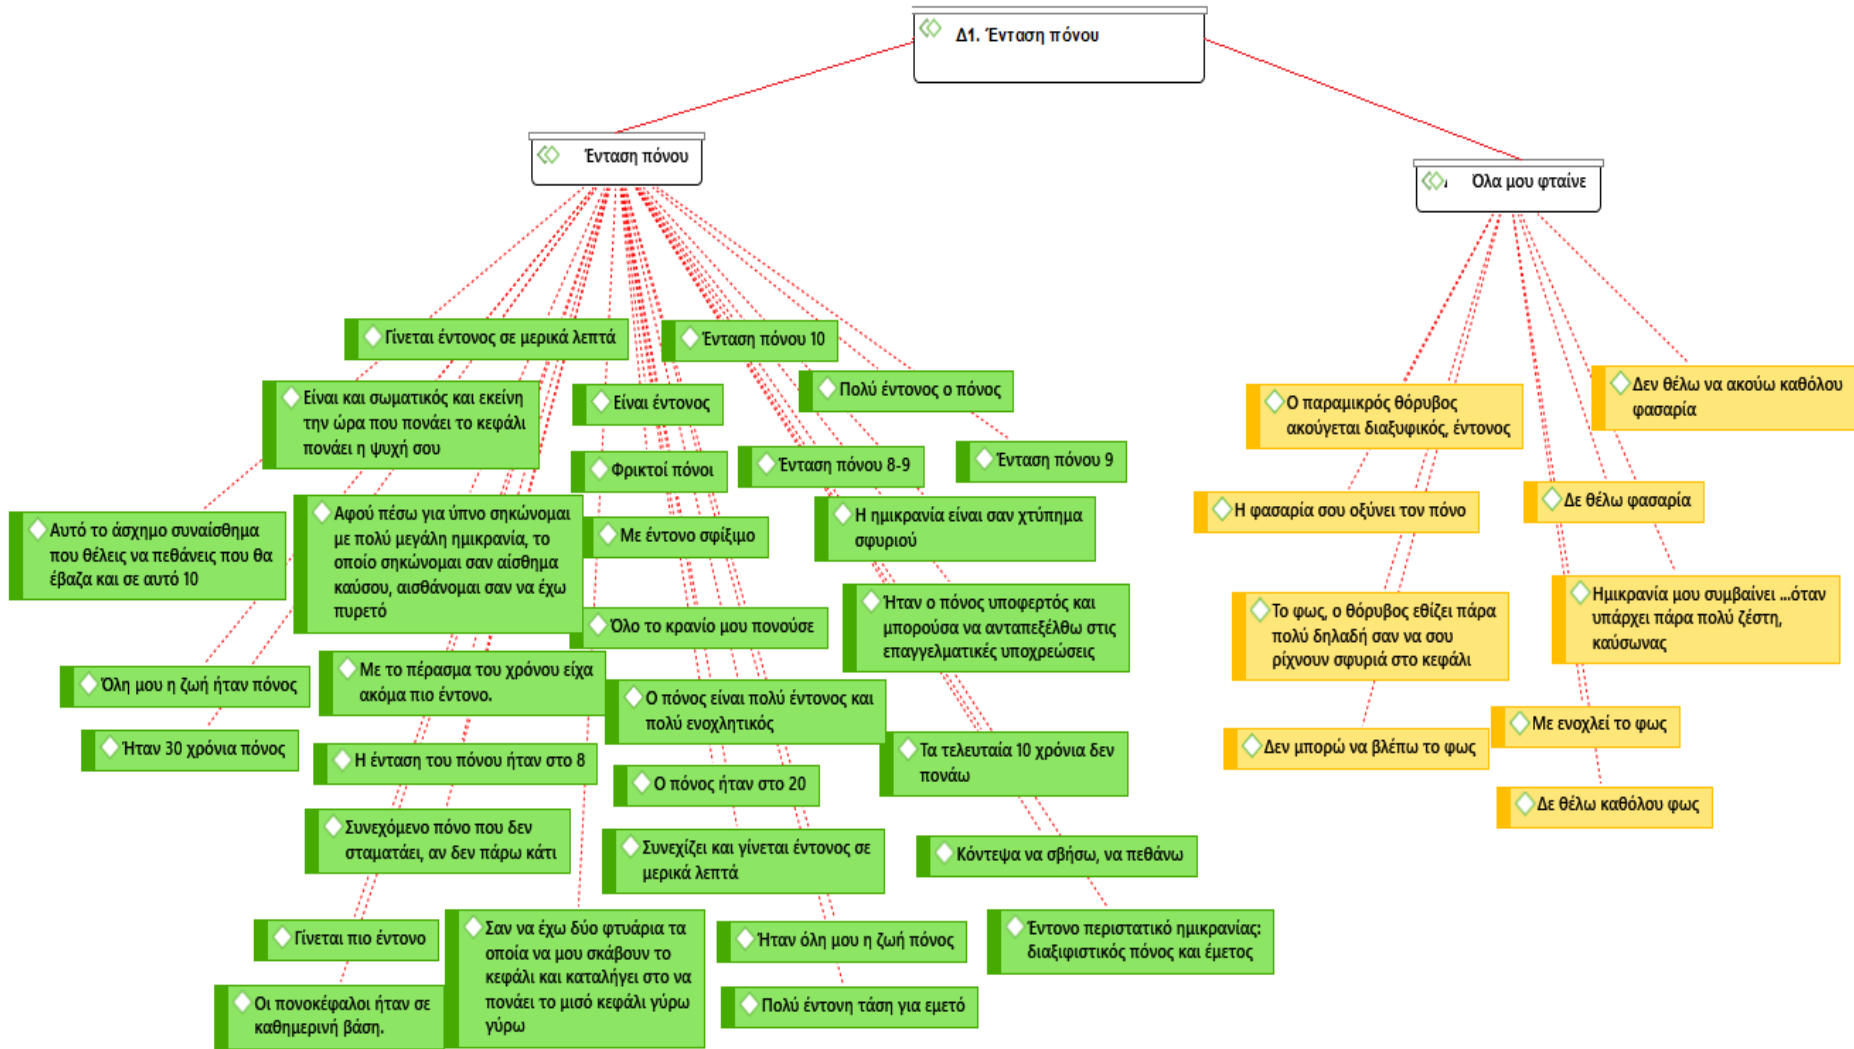 Δ1. Ένταση πόνου
Ένταση πόνου
Όλα μου φταίνε
Γίνεται έντονος σε μερικά λεπτά
Ένταση πόνου 10
Είναι και σωματικός και εκείνη
την ώρα που πονάει το κεφάλι
πονάει η ψυχή σου
Είναι έντονος
Πολύ έντονος ο πόνος
Φρικτοί πόνοι
Ένταση πόνου 8-9
Ένταση πόνου 9
Αυτό το άσχημο συναίσθημα
που θέλεις να πεθάνεις που θα
έβαζα και σε αυτό 10
Αφού πέσω για ύπνο σηκώνομαι
με πολύ μεγάλη ημικρανία, το
οποίο σηκώνομαι σαν αίσθημα
καύσου, αισθάνομαι σαν να έχω
πυρετό
Με έντονο σφίξιμο
Η ημικρανία είναι σαν χτύπημα
σφυριού
Όλο το κρανίο μου πονούσε
Ήταν ο πόνος υποφερτός και
μπορούσα να ανταπεξέλθω στις
επαγγελματικές υποχρεώσεις
Όλη μου η ζωή ήταν πόνος
Με το πέρασμα του χρόνου είχα
ακόμα πιο έντονο.
Ο πόνος είναι πολύ έντονος και
πολύ ενοχλητικός
Ήταν 30 χρόνια πόνος
Η ένταση του πόνου ήταν στο 8
Ο πόνος ήταν στο 20
Τα τελευταία 10 χρόνια δεν
πονάω
Συνεχόμενο πόνο που δεν
σταματάει, αν δεν πάρω κάτι
Συνεχίζει και γίνεται έντονος σε
μερικά λεπτά
Κόντεψα να σβήσω, να πεθάνω
Γίνεται πιο έντονο
Σαν να έχω δύο φτυάρια τα
οποία να μου σκάβουν το
κεφάλι και καταλήγει στο να
πονάει το μισό κεφάλι γύρω
γύρω
Ήταν όλη μου η ζωή πόνος
Έντονο περιστατικό ημικρανίας:
διαξιφιστικός πόνος και έμετος
Οι πονοκέφαλοι ήταν σε
καθημερινή βάση.
Πολύ έντονη τάση για εμετό
Ο παραμικρός θόρυβος
ακούγεται διαξυφικός, έντονος
Δεν θέλω να ακούω καθόλου
φασαρία
Η φασαρία σου οξύνει τον πόνο
Δε θέλω φασαρία
Το φως, ο θόρυβος εθίζει πάρα
πολύ δηλαδή σαν να σου
ρίχνουν σφυριά στο κεφάλι
Ημικρανία μου συμβαίνει ...όταν
υπάρχει πάρα πολύ ζέστη,
καύσωνας
Δεν μπορώ να βλέπω το φως
Με ενοχλεί το φως
Δε θέλω καθόλου φως